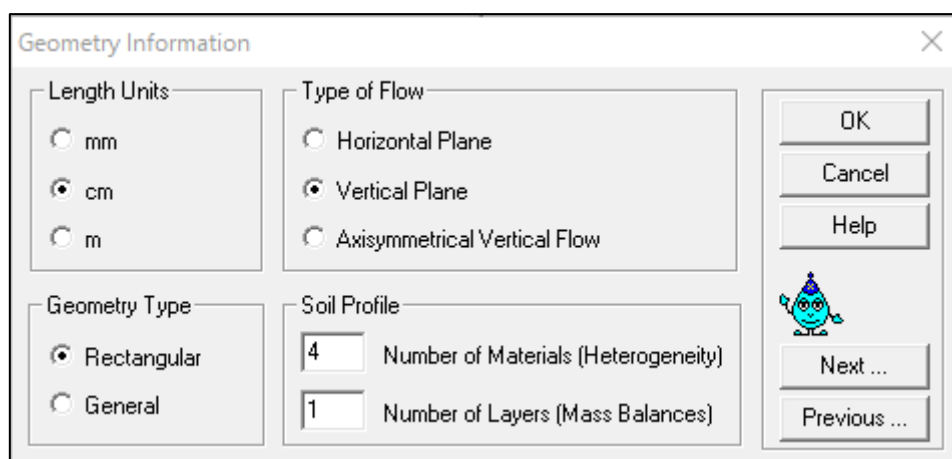 Geometry Information
Length Units
mm
cm
m
Type of Flow
Horizontal Plane
Vertical Plane
Axisymmetrical Vertical Flow
Geometry Type
Rectangular
General
Soil Profile
4 Number of Materials (Heterogeneity)
1 Number of Layers (Mass Balances)
OK
Cancel
Help
Next ...
Previous ...